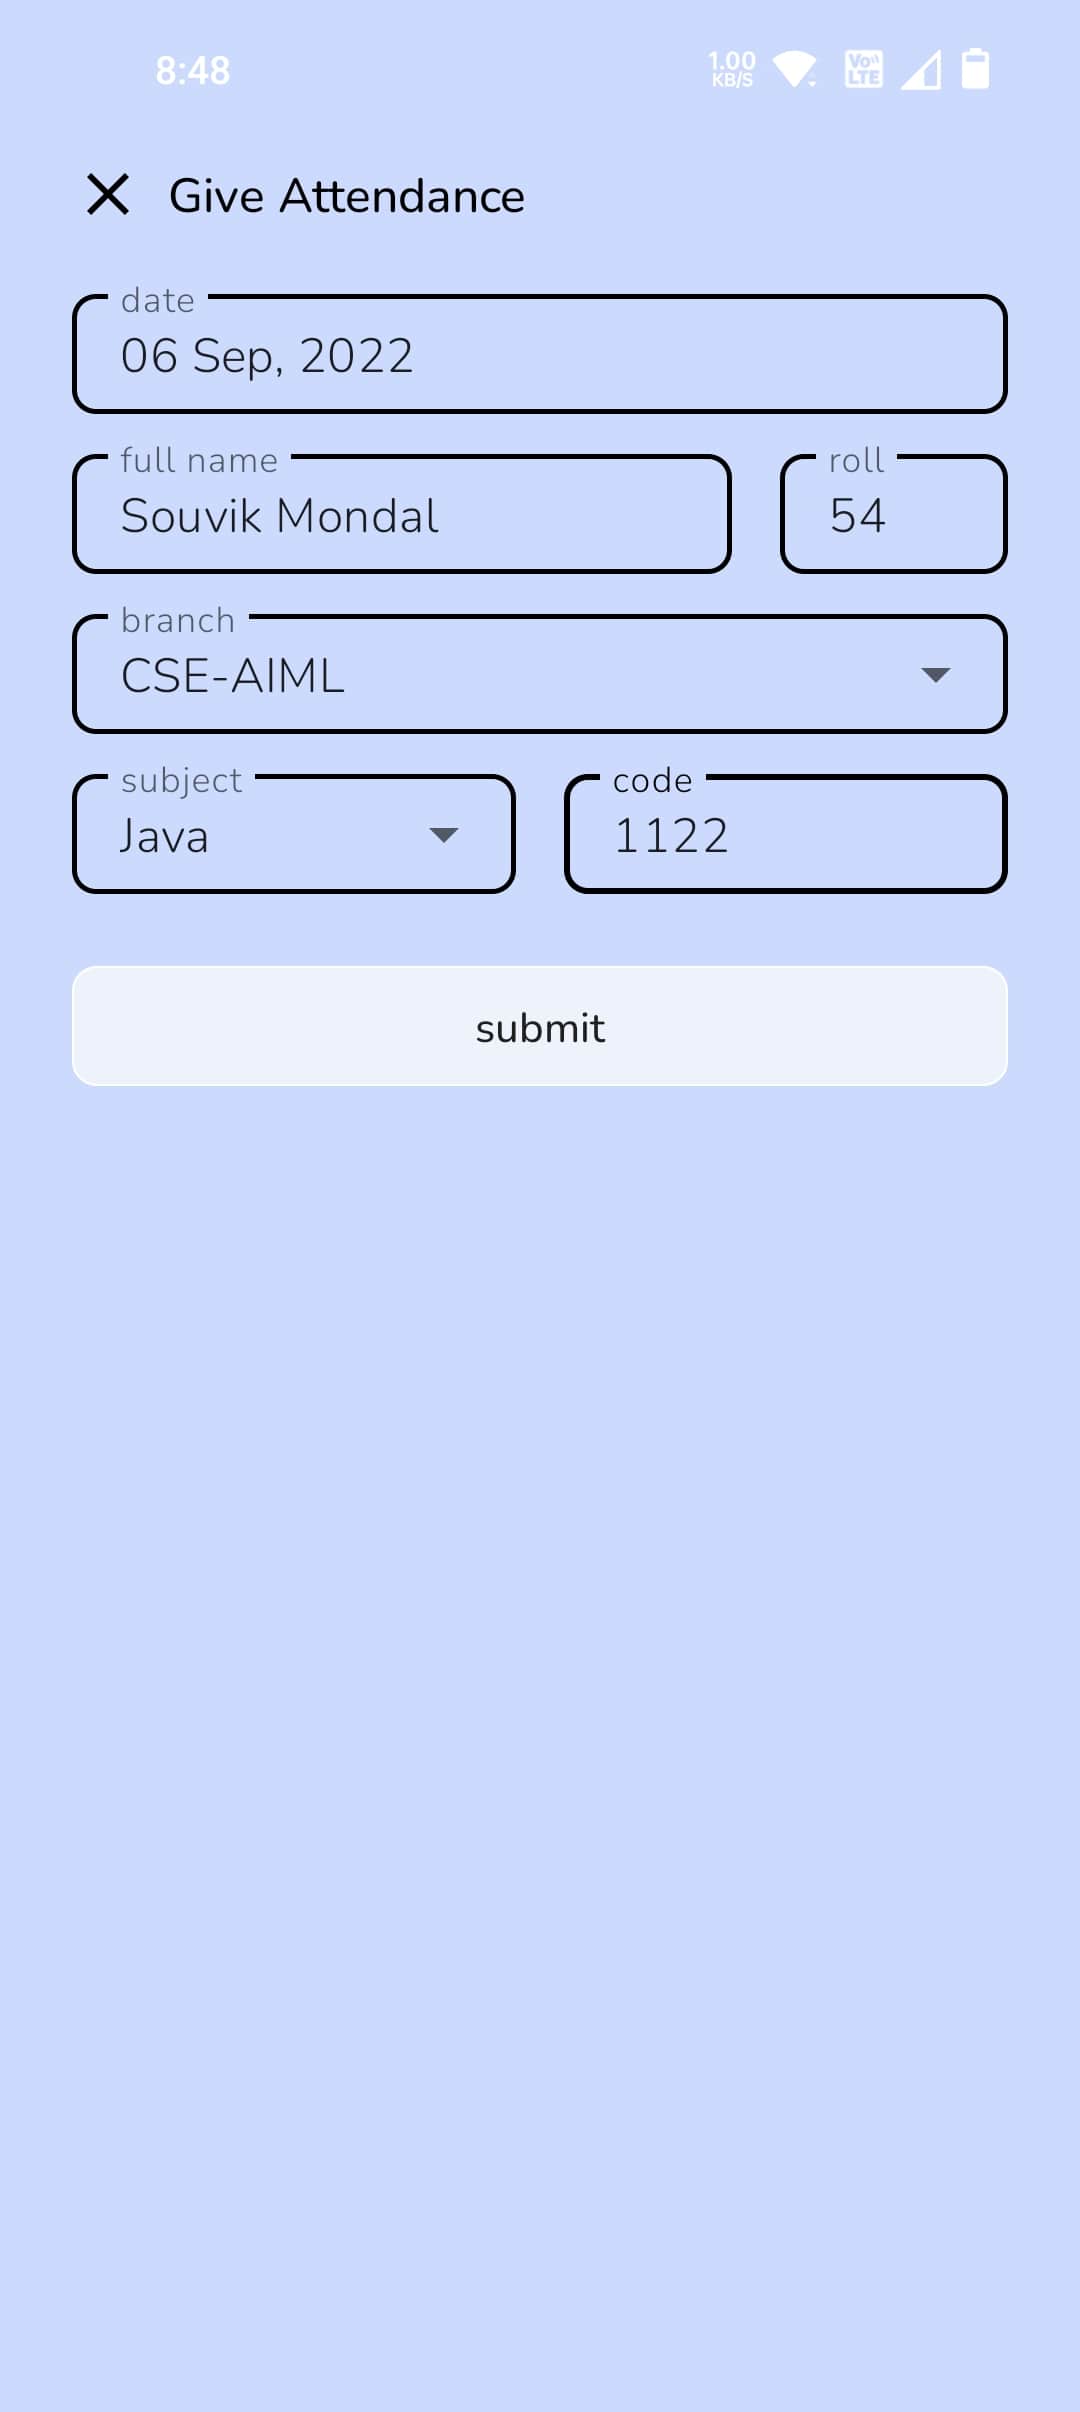 8:48 1.00 KB/S Vo LTE
Give Attendance
date
06 Sep, 2022
full name
Souvik Mondal
roll
54
branch
CSE-AIML
subject
Java
code
1122
submit